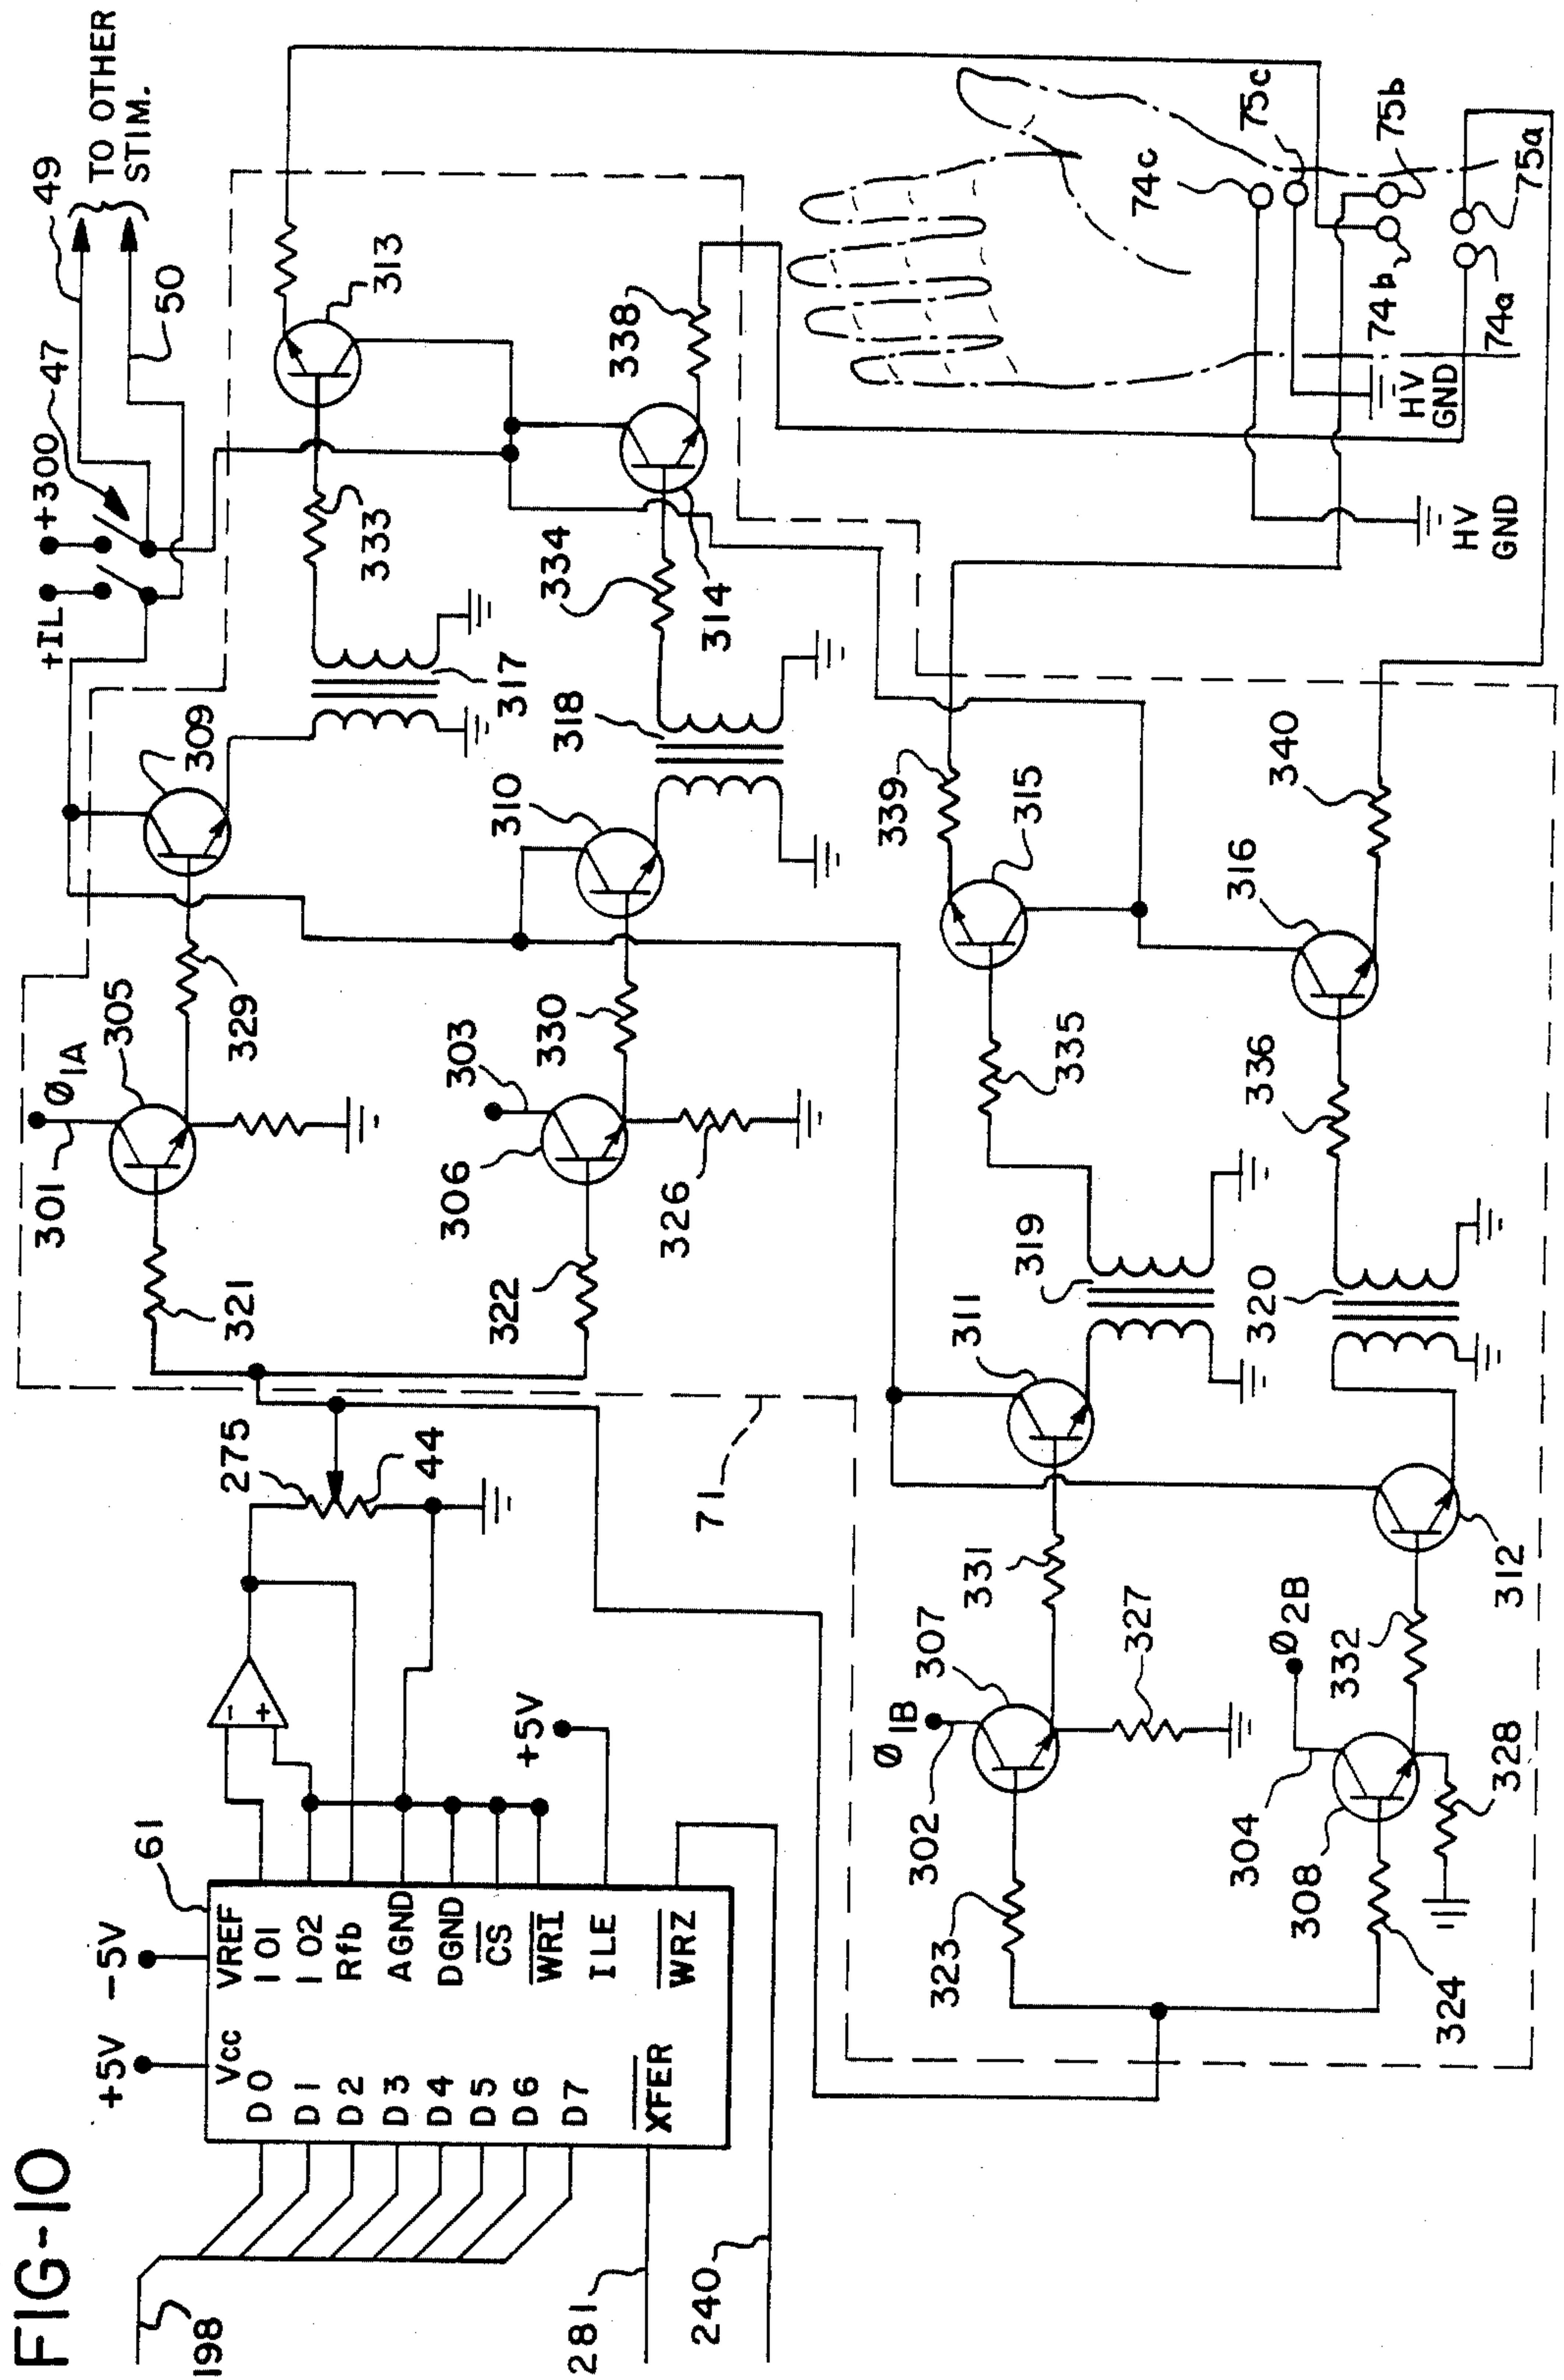 FIG-10
198
281
240
+5V
-5V
61
Vcc
VREF
D0
D1
D2
D3
D4
D5
D6
D7
XFER
IO1
IO2
Rfb
AGND
DGND
CS
WRI
ILE
WRZ
+5V
-
+
275
44
71
301
Ø1A
305
321
329
309
303
306
322
326
330
310
317
318
333
334
313
314
338
+IL
+300
47
49
50
TO OTHER
STIM.
Ø1B
302
307
323
327
331
311
319
335
315
339
Ø2B
304
308
324
328
332
312
320
336
316
340
74c
75c
74b
75b
74a
75a
HV
GND
HV
GND